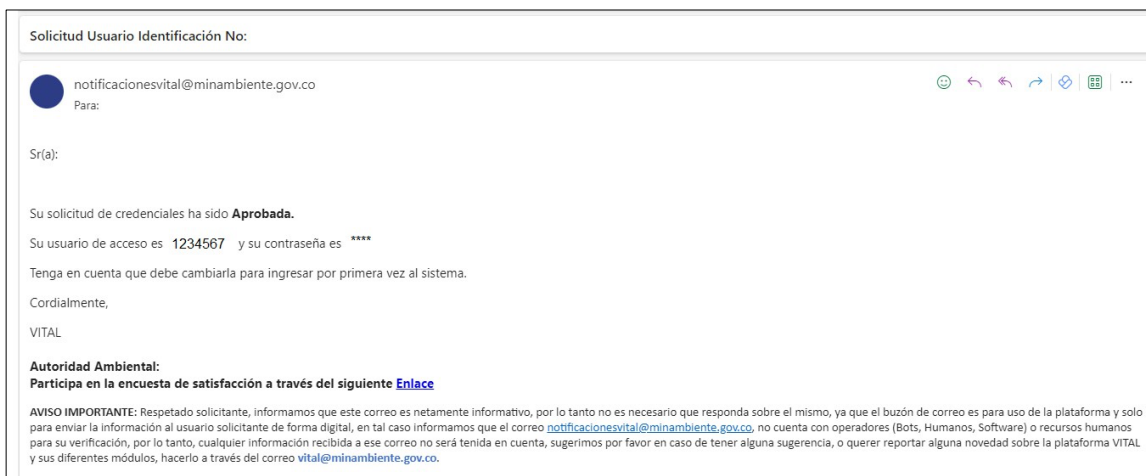 Solicitud Usuario Identificación No:
notificacionesvital@minambiente.gov.co
Para:
Sr(a):
Su solicitud de credenciales ha sido Aprobada.
Su usuario de acceso es 1234567 y su contraseña es ****
Tenga en cuenta que debe cambiarla para ingresar por primera vez al sistema.
Cordialmente,
VITAL
Autoridad Ambiental:
Participa en la encuesta de satisfacción a través del siguiente Enlace
AVISO IMPORTANTE: Respetado solicitante, informamos que este correo es netamente informativo, por lo tanto no es necesario que responda sobre el mismo, ya que el buzón de correo es para uso de la plataforma y solo
para enviar la información al usuario solicitante de forma digital, en tal caso informamos que el correo notificacionesvital@minambiente.gov.co, no cuenta con operadores (Bots, Humanos, Software) o recursos humanos
para su verificación, por lo tanto, cualquier información recibida a ese correo no será tenida en cuenta, sugerimos por favor en caso de tener alguna sugerencia, o querer reportar alguna novedad sobre la plataforma VITAL
y sus diferentes módulos, hacerlo a través del correo vital@minambiente.gov.co.